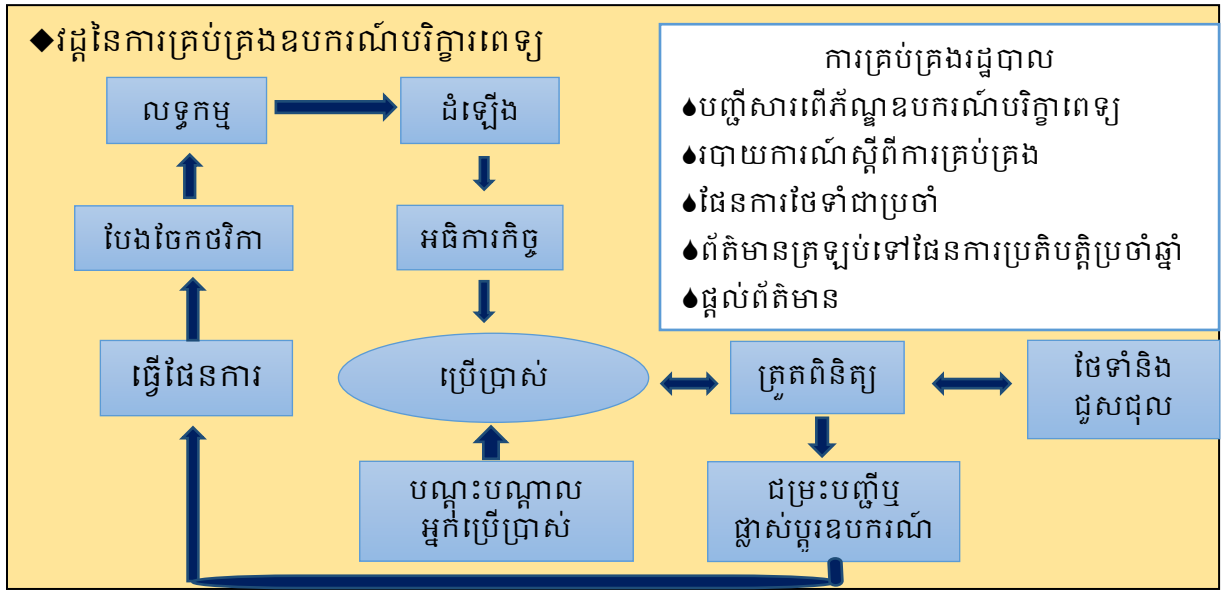 ◆វដ្តនៃការគ្រប់គ្រងឧបករណ៍បរិក្ខារពេទ្យ
ការគ្រប់គ្រងរដ្ឋបាល
បញ្ជីសារពើភ័ណ្ឌឧបករណ៍បរិក្ខាពេទ្យ
របាយការណ៍ស្តីពីការគ្រប់គ្រង
ផែនការថែទាំជាប្រចាំ
ព័ត៌មានត្រឡប់ទៅផែនការប្រតិបត្តិប្រចាំឆ្នាំ
ផ្តល់ព័ត៌មាន
លទ្ធកម្ម
ដំឡើង
បែងចែកថវិកា
អធិការកិច្ច
ធ្វើផែនការ
ប្រើប្រាស់
ត្រួតពិនិត្យ
ថែទាំនិង
ជួសជុល
បណ្តុះបណ្តាល
អ្នកប្រើប្រាស់
ជម្រះបញ្ជីឬ
ផ្លាស់ប្តូរឧបករណ៍